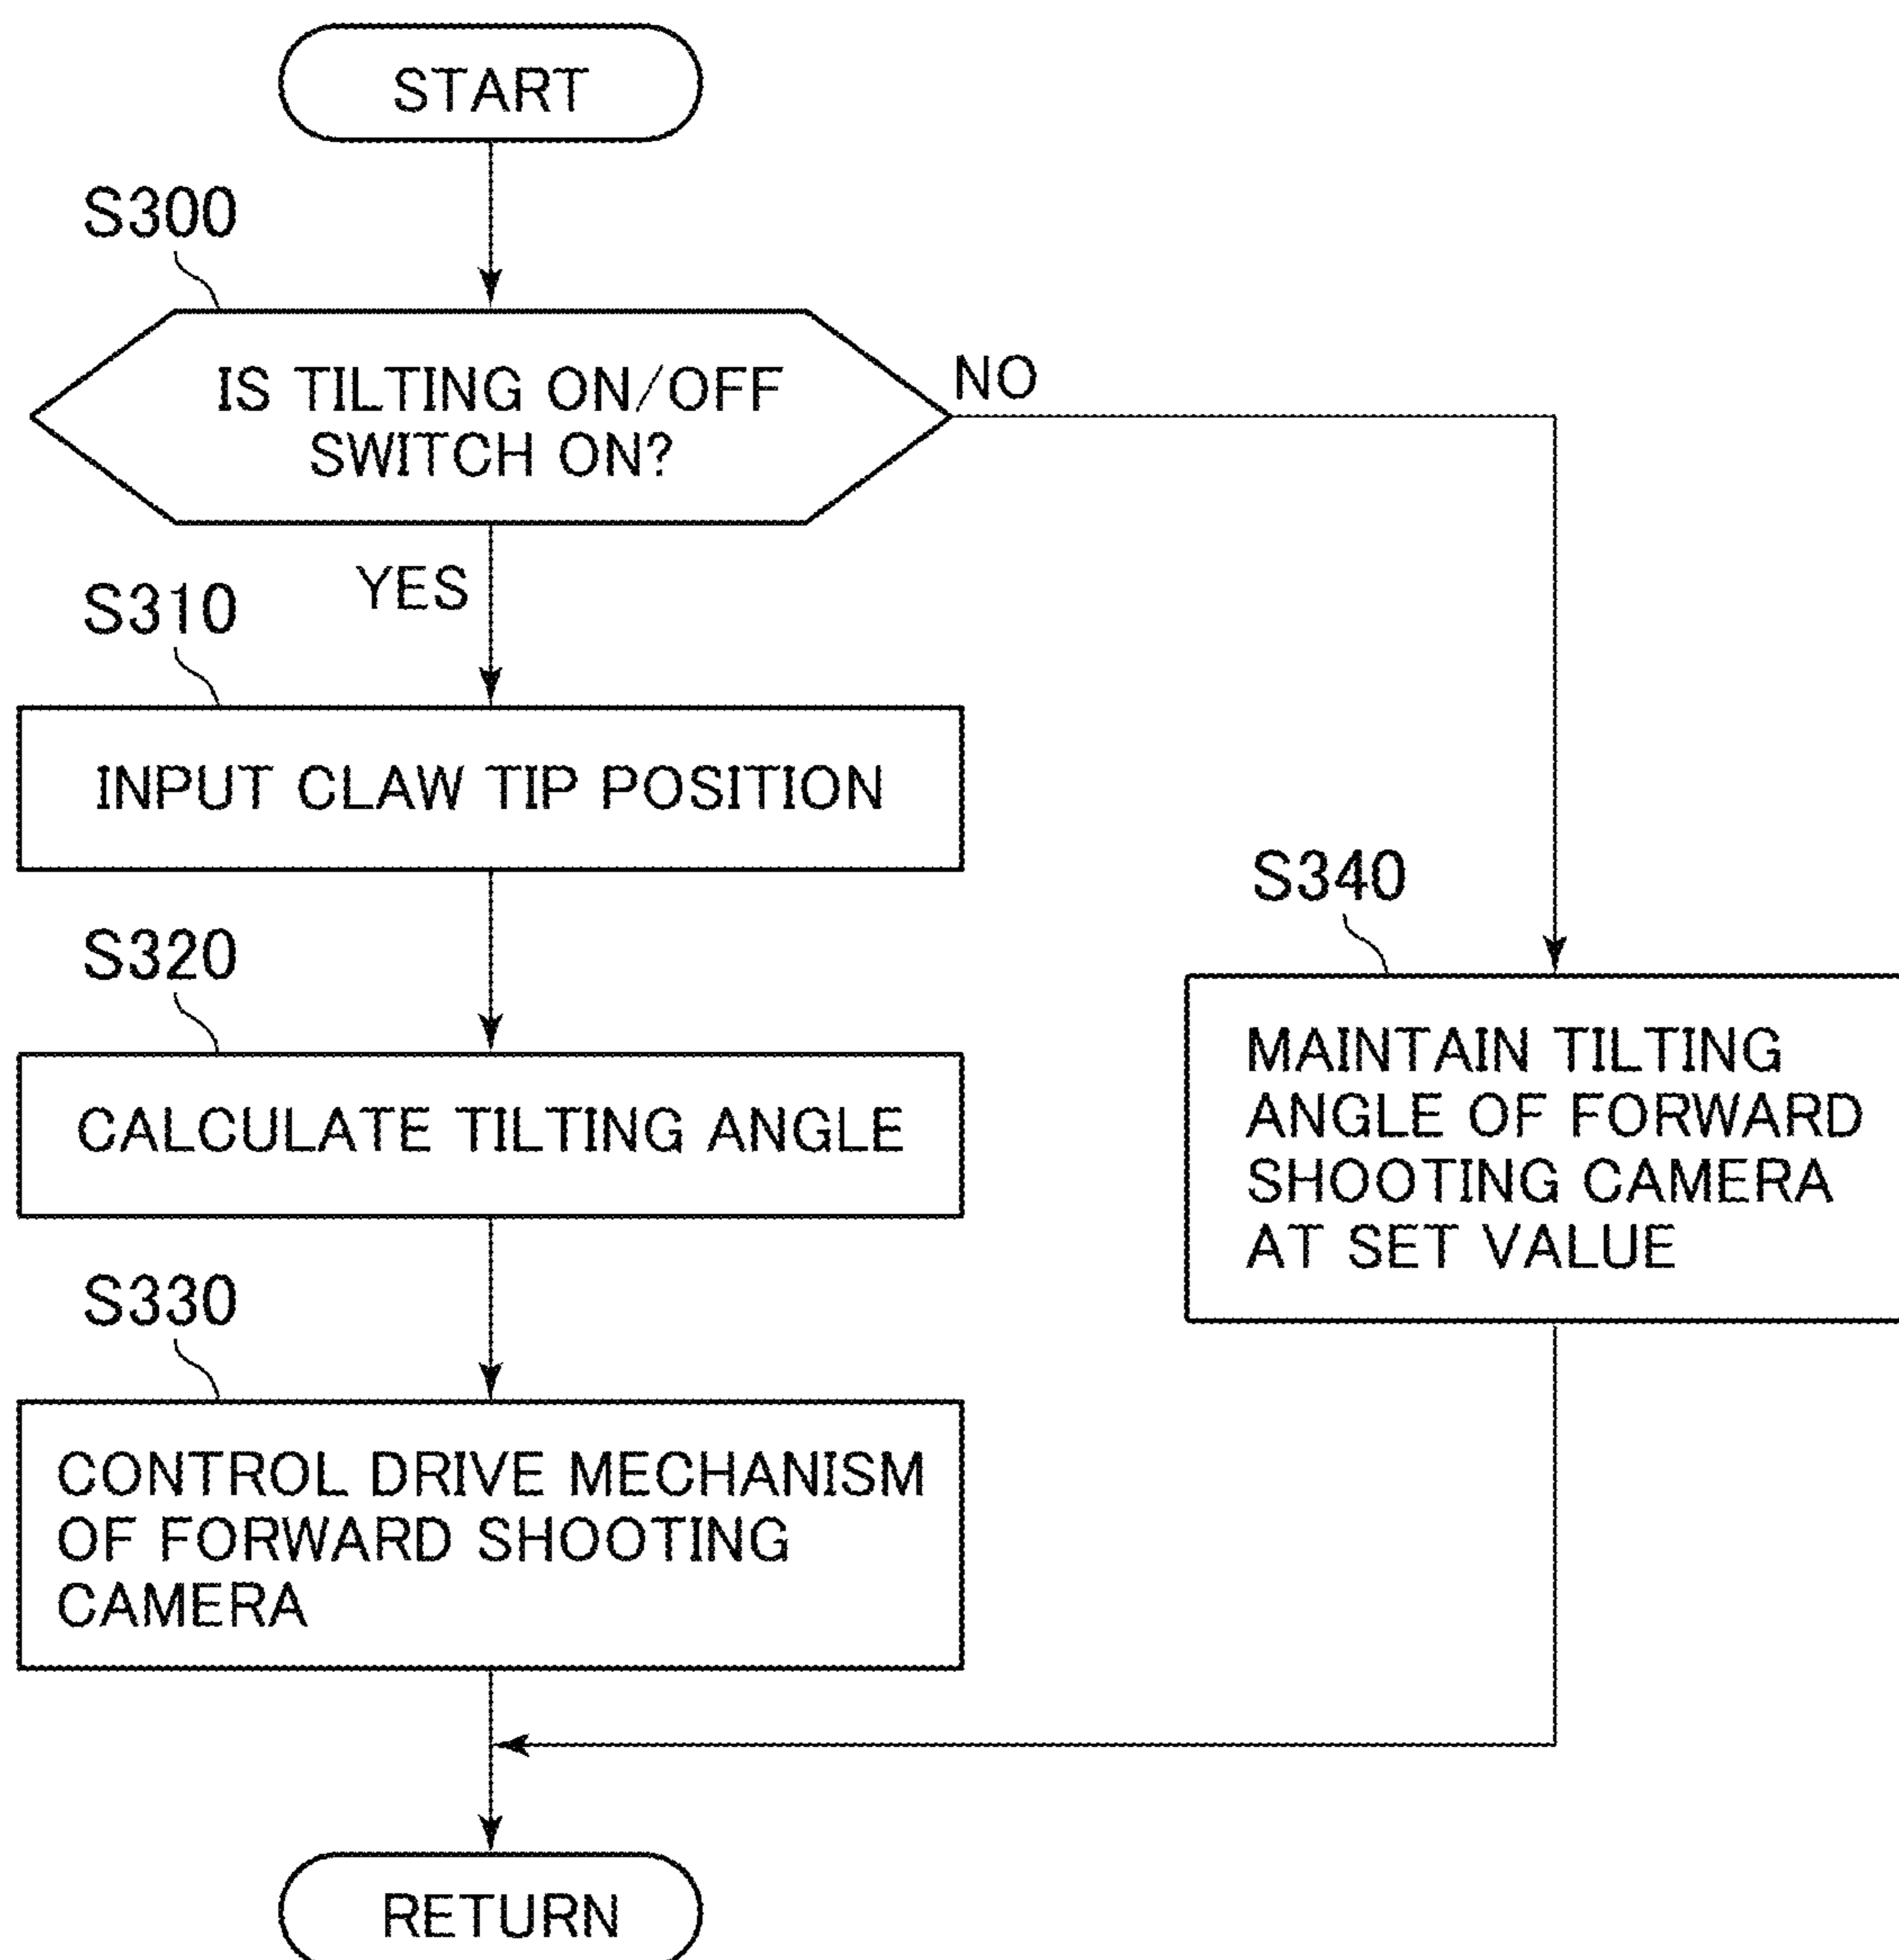 START
S300
IS TILTING ON/OFF
SWITCH ON?
NO
YES
S310
INPUT CLAW TIP POSITION
S320
CALCULATE TILTING ANGLE
S330
CONTROL DRIVE MECHANISM
OF FORWARD SHOOTING
CAMERA
S340
MAINTAIN TILTING
ANGLE OF FORWARD
SHOOTING CAMERA
AT SET VALUE
RETURN